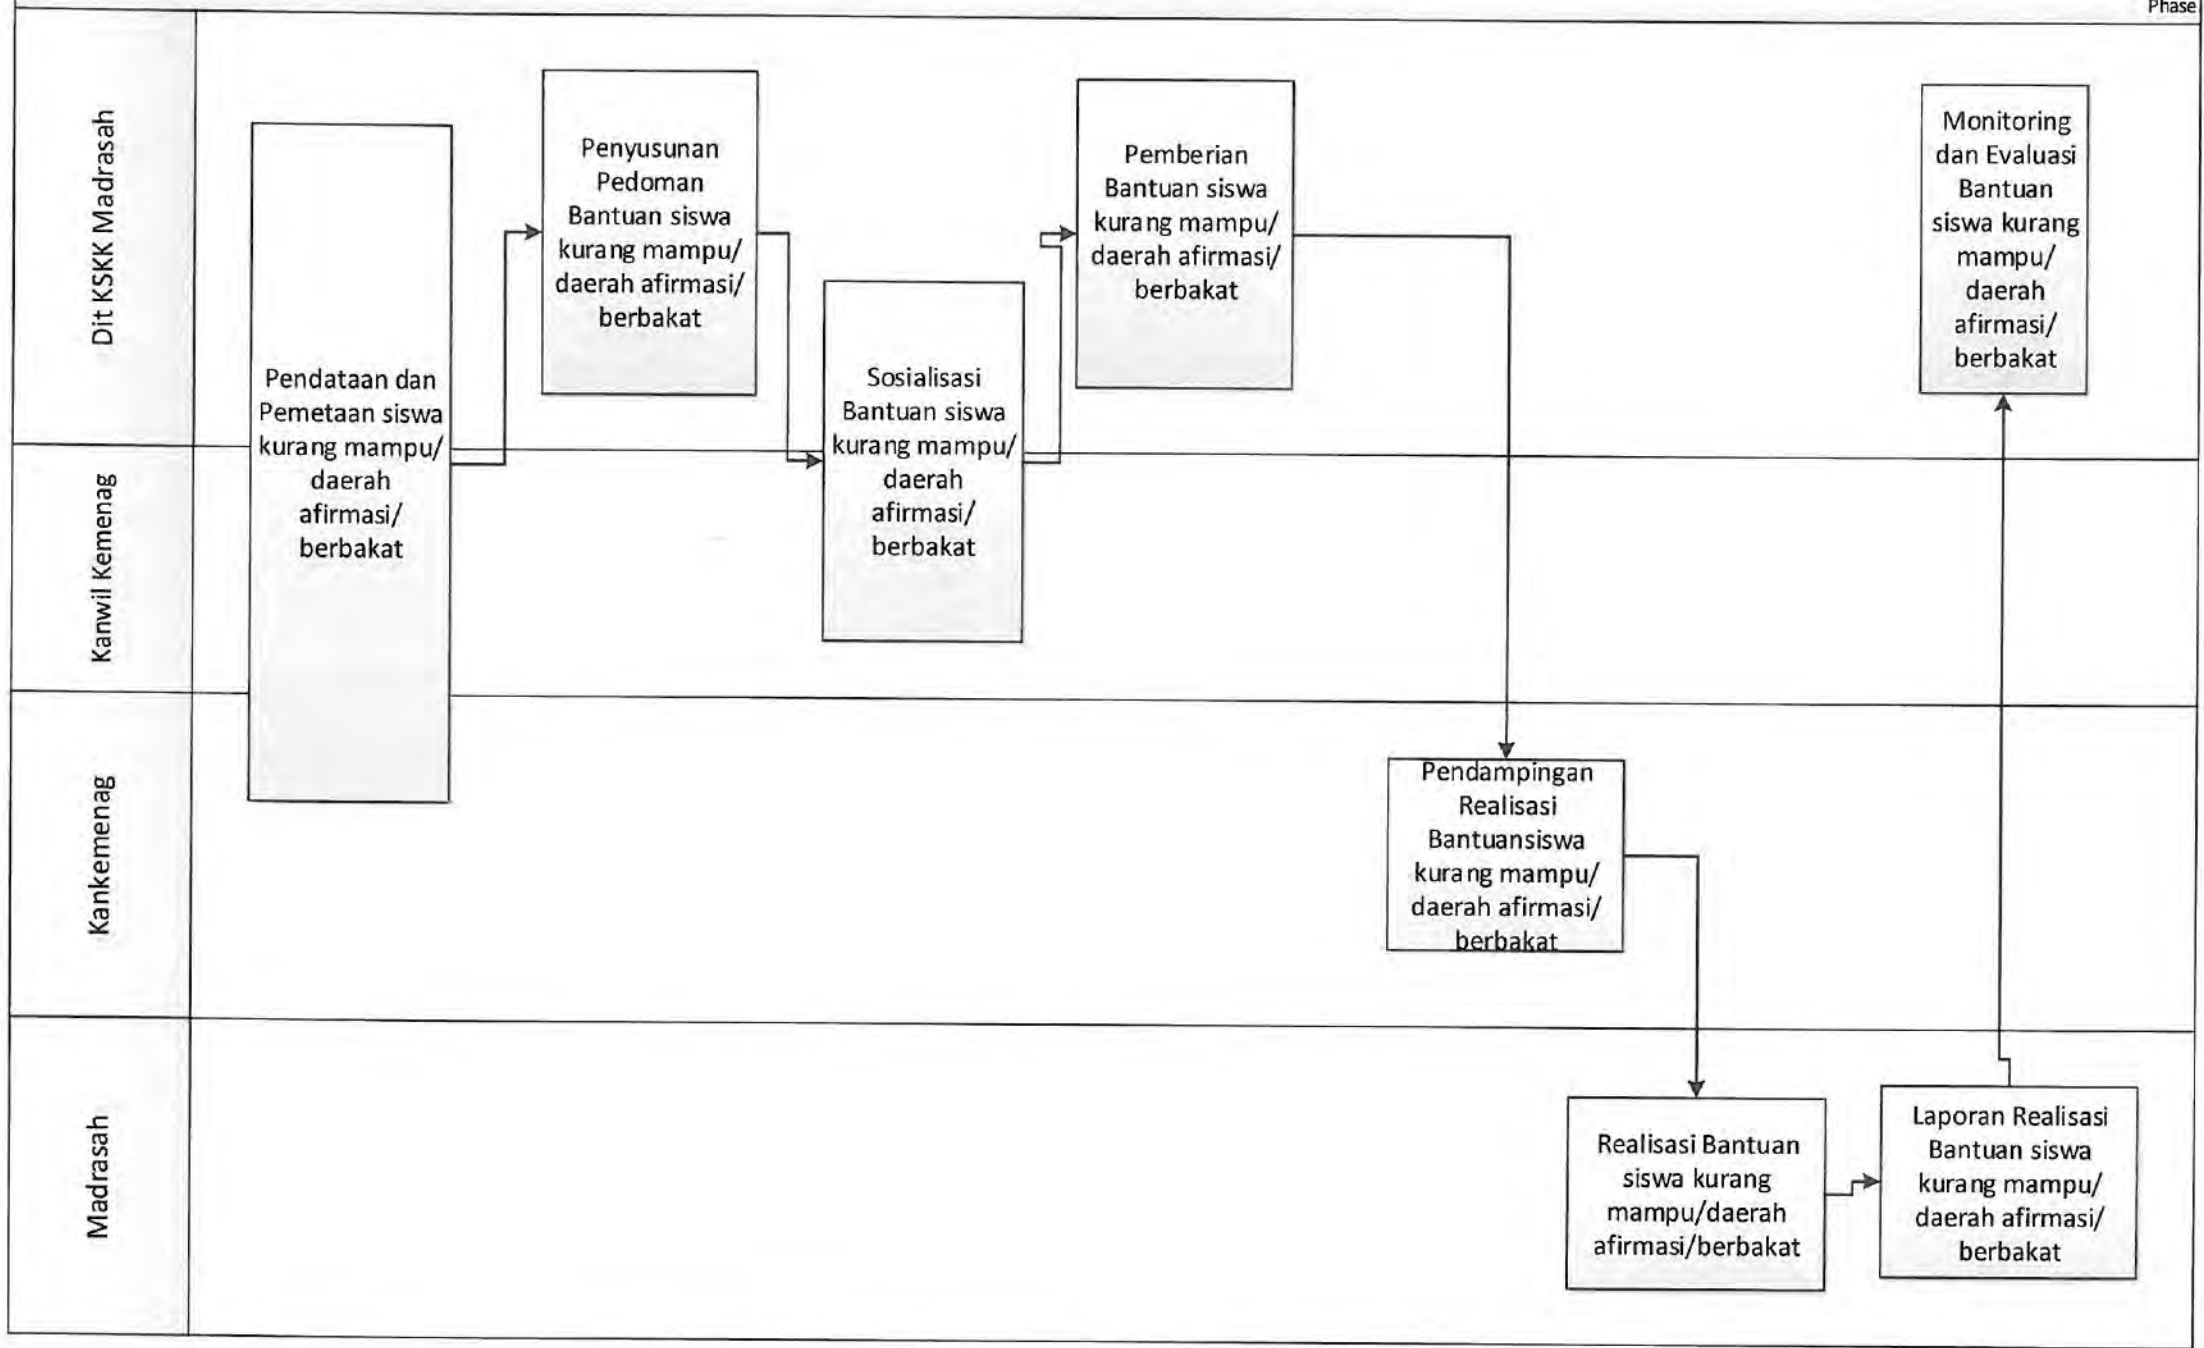 Phase
Dit KSKK Madrasah
Pendataan dan
Pemetaan siswa
kurang mampu/
daerah
afirmasi/
berbakat
Penyusunan
Pedoman
Bantuan siswa
kurang mampu/
daerah afirmasi/
berbakat
Sosialisasi
Bantuan siswa
kurang mampu/
daerah
afirmasi/
berbakat
Pemberian
Bantuan siswa
kurang mampu/
daerah afirmasi/
berbakat
Monitoring
dan Evaluasi
Bantuan
siswa kurang
mampu/
daerah
afirmasi/
berbakat
Kanwil Kemenag
Kankemenag
Pendampingan
Realisasi
Bantuansiswa
kurang mampu/
daerah afirmasi/
berbakat
Madrasah
Realisasi Bantuan
siswa kurang
mampu/daerah
afirmasi/berbakat
Laporan Realisasi
Bantuan siswa
kurang mampu/
daerah afirmasi/
berbakat